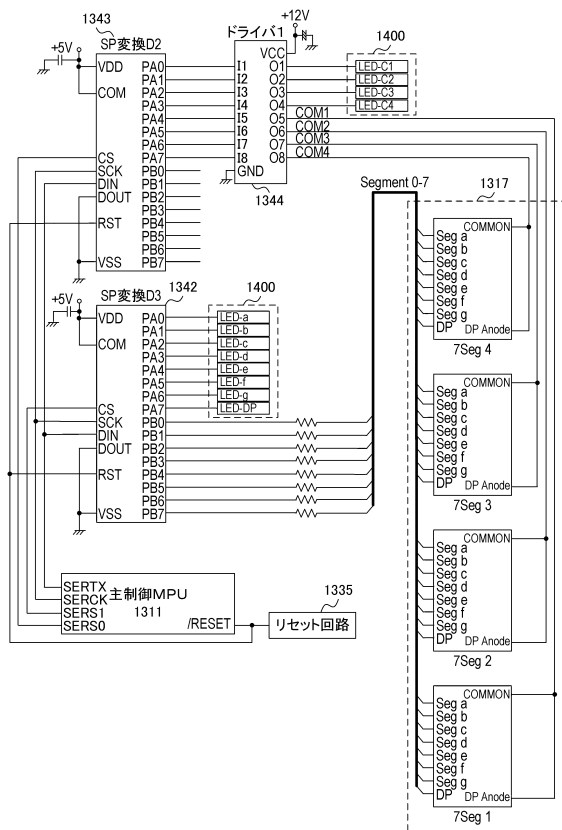 1343
SP変換D2
+5V
VDD
COM
CS
SCK
DIN
DOUT
RST
VSS
PA0
PA1
PA2
PA3
PA4
PA5
PA6
PA7
PB0
PB1
PB2
PB3
PB4
PB5
PB6
PB7
ドライバ1
+12V
VCC
I1
I2
I3
I4
I5
I6
I7
I8
GND
O1
O2
O3
O4
O5
O6
O7
O8
1344
1400
LED-C1
LED-C2
LED-C3
LED-C4
COM1
COM2
COM3
COM4
Segment 0-7
1317
COMMON
Seg a
Seg b
Seg c
Seg d
Seg e
Seg f
Seg g
DP
DP Anode
7Seg 4
COMMON
Seg a
Seg b
Seg c
Seg d
Seg e
Seg f
Seg g
DP
DP Anode
7Seg 3
COMMON
Seg a
Seg b
Seg c
Seg d
Seg e
Seg f
Seg g
DP
DP Anode
7Seg 2
COMMON
Seg a
Seg b
Seg c
Seg d
Seg e
Seg f
Seg g
DP
DP Anode
7Seg 1
SP変換D3
1342
+5V
VDD
COM
CS
SCK
DIN
DOUT
RST
VSS
PA0
PA1
PA2
PA3
PA4
PA5
PA6
PA7
PB0
PB1
PB2
PB3
PB4
PB5
PB6
PB7
1400
LED-a
LED-b
LED-c
LED-d
LED-e
LED-f
LED-g
LED-DP
SERTX
SERCK
SERS1
SERS0
主制御MPU
1311
/RESET
1335
リセット回路